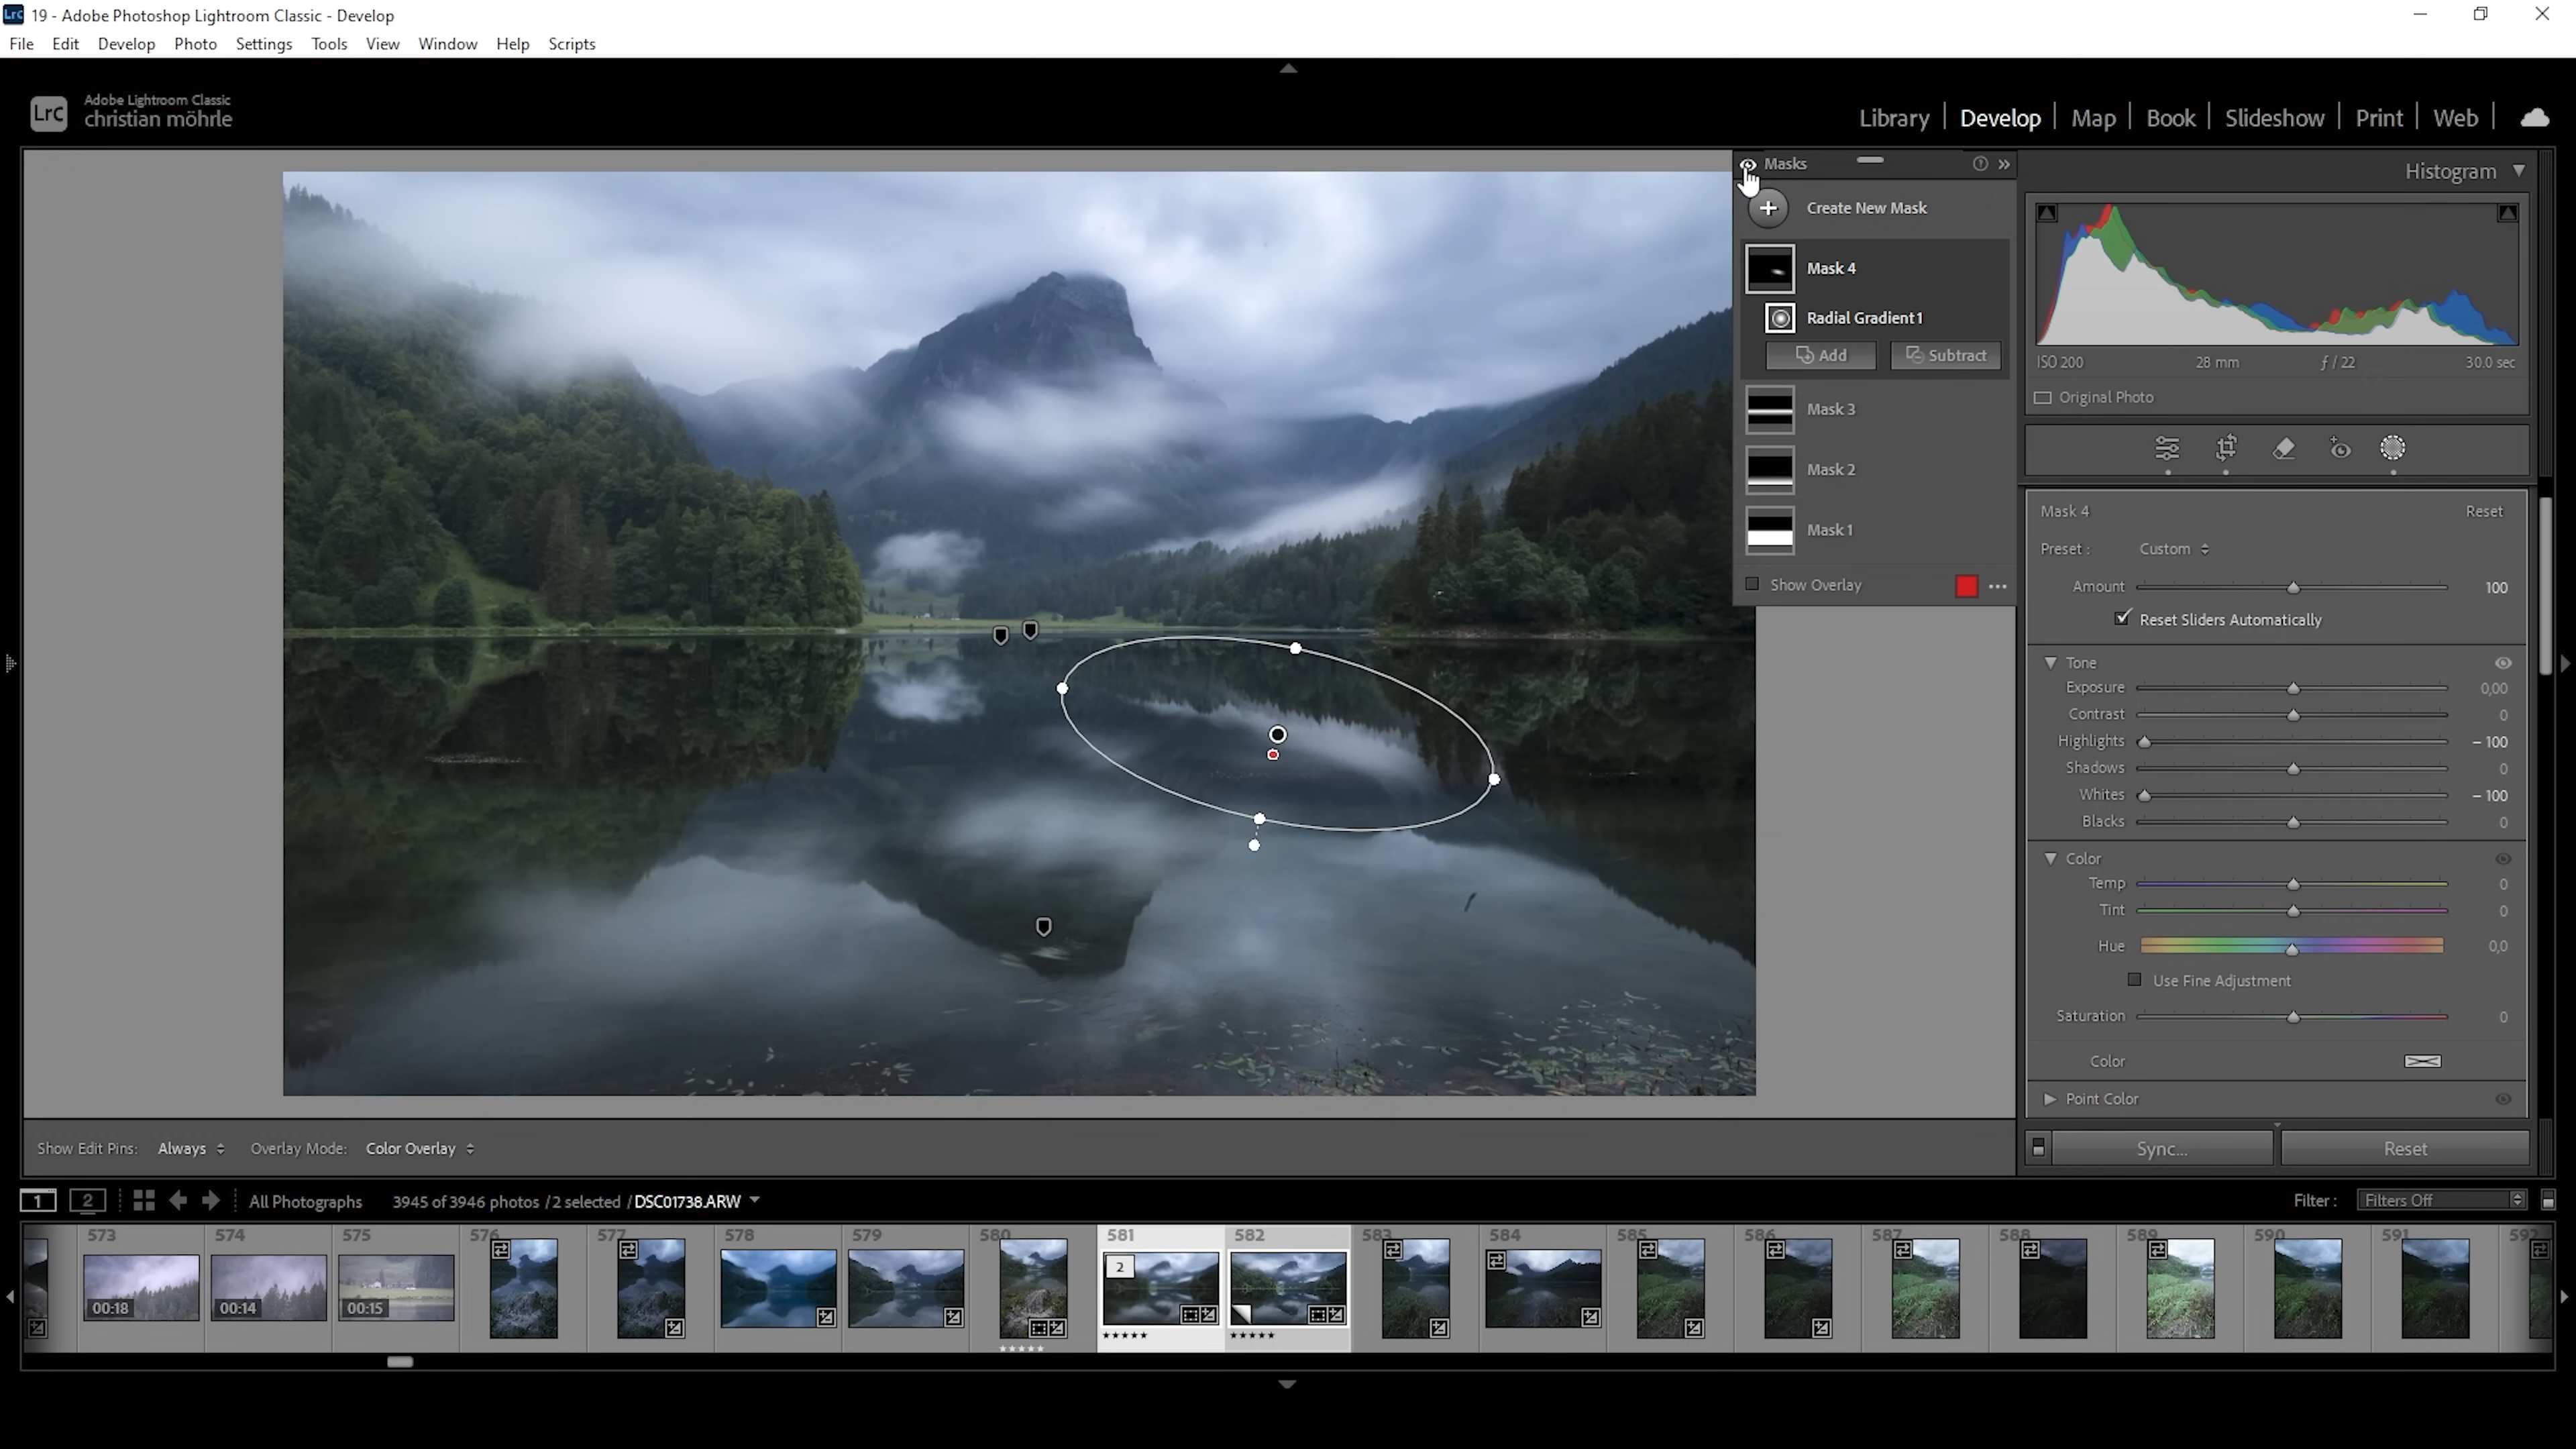 Lrc 19 - Adobe Photoshop Lightroom Classic - Develop
File Edit Develop Photo Settings Tools View Window Help Scripts
Lrc Adobe Lightroom Classic
christian möhrle
Library | Develop | Map | Book | Slideshow | Print | Web |
Masks
Create New Mask
Mask 4
Radial Gradient 1
Add Subtract
Mask 3
Mask 2
Mask 1
Show Overlay
Histogram
ISO 200 28 mm ƒ / 22 30.0 sec
Original Photo
Mask 4 Reset
Preset : Custom
Amount 100
Reset Sliders Automatically
Tone
Exposure 0,00
Contrast 0
Highlights – 100
Shadows 0
Whites – 100
Blacks 0
Color
Temp 0
Tint 0
Hue 0,0
Use Fine Adjustment
Saturation 0
Color
Point Color
Sync... Reset
Show Edit Pins: Always Overlay Mode: Color Overlay
1 2 All Photographs 3945 of 3946 photos / 2 selected / DSC01738.ARW
Filter : Filters Off
573 574 575 576 577 578 579 580 581 582 583 584 585 586 587 588 589 590 591 592
00:18 00:14 00:15 2